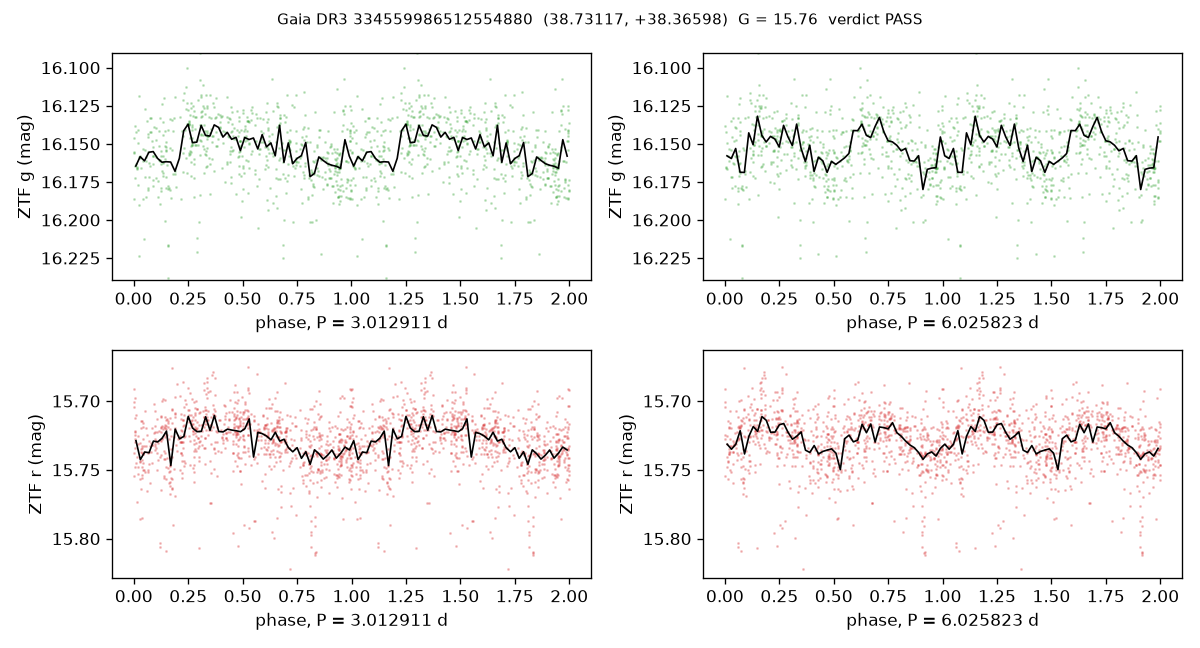 Gaia DR3 334559986512554880  (38.73117, +38.36598)  G = 15.76  verdict PASS
ZTF g (mag)
16.100
16.125
16.150
16.175
16.200
16.225
0.00 0.25 0.50 0.75 1.00 1.25 1.50 1.75 2.00
phase, P = 3.012911 d
ZTF g (mag)
16.100
16.125
16.150
16.175
16.200
16.225
0.00 0.25 0.50 0.75 1.00 1.25 1.50 1.75 2.00
phase, P = 6.025823 d
ZTF r (mag)
15.70
15.75
15.80
0.00 0.25 0.50 0.75 1.00 1.25 1.50 1.75 2.00
phase, P = 3.012911 d
ZTF r (mag)
15.70
15.75
15.80
0.00 0.25 0.50 0.75 1.00 1.25 1.50 1.75 2.00
phase, P = 6.025823 d